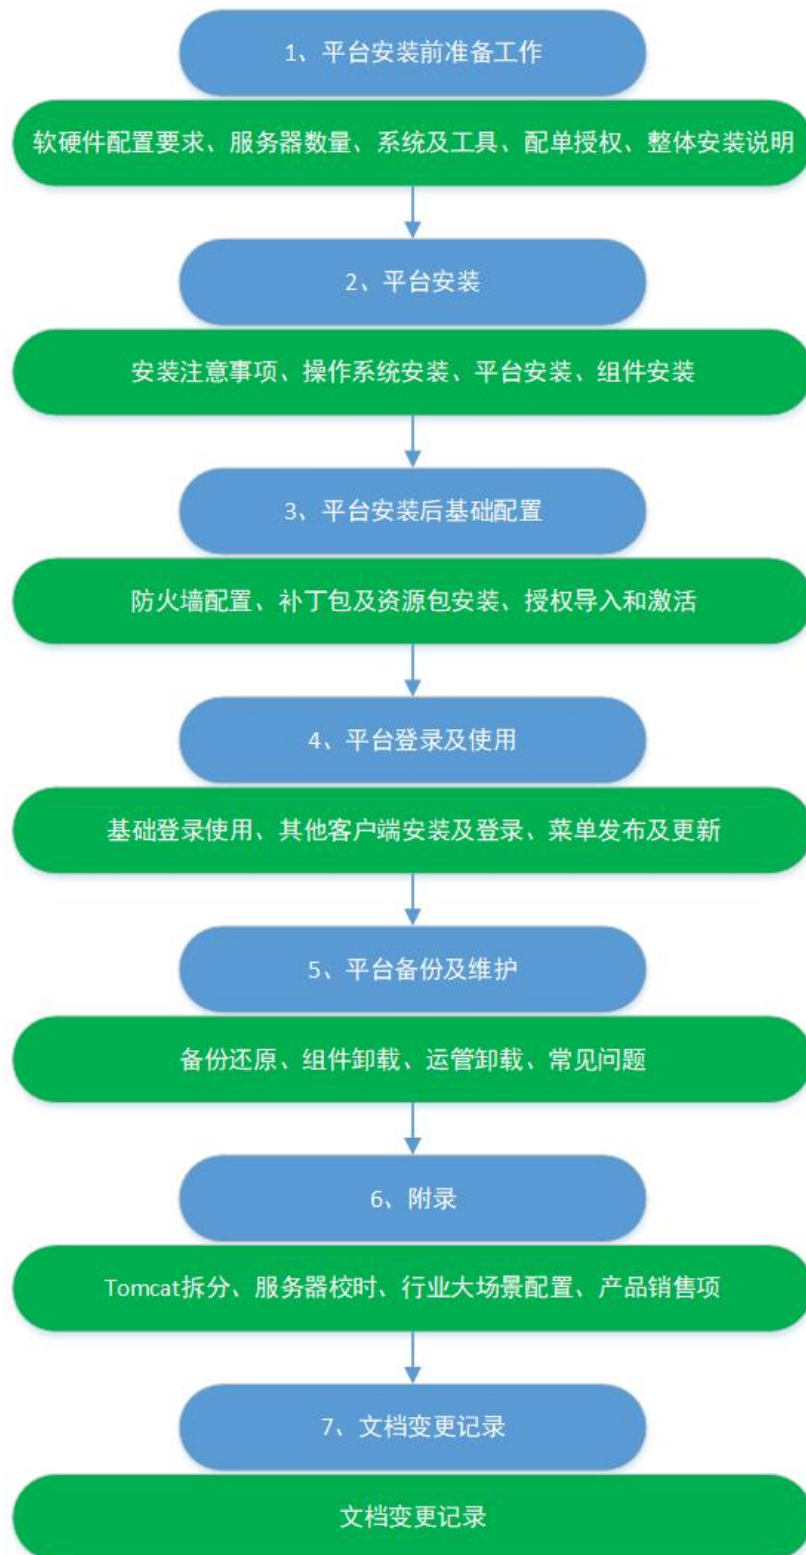 1、平台安装前准备工作
软硬件配置要求、服务器数量、系统及工具、配单授权、整体安装说明
2、平台安装
安装注意事项、操作系统安装、平台安装、组件安装
3、平台安装后基础配置
防火墙配置、补丁包及资源包安装、授权导入和激活
4、平台登录及使用
基础登录使用、其他客户端安装及登录、菜单发布及更新
5、平台备份及维护
备份还原、组件卸载、运管卸载、常见问题
6、附录
Tomcat拆分、服务器校时、行业大场景配置、产品销售项
7、文档变更记录
文档变更记录